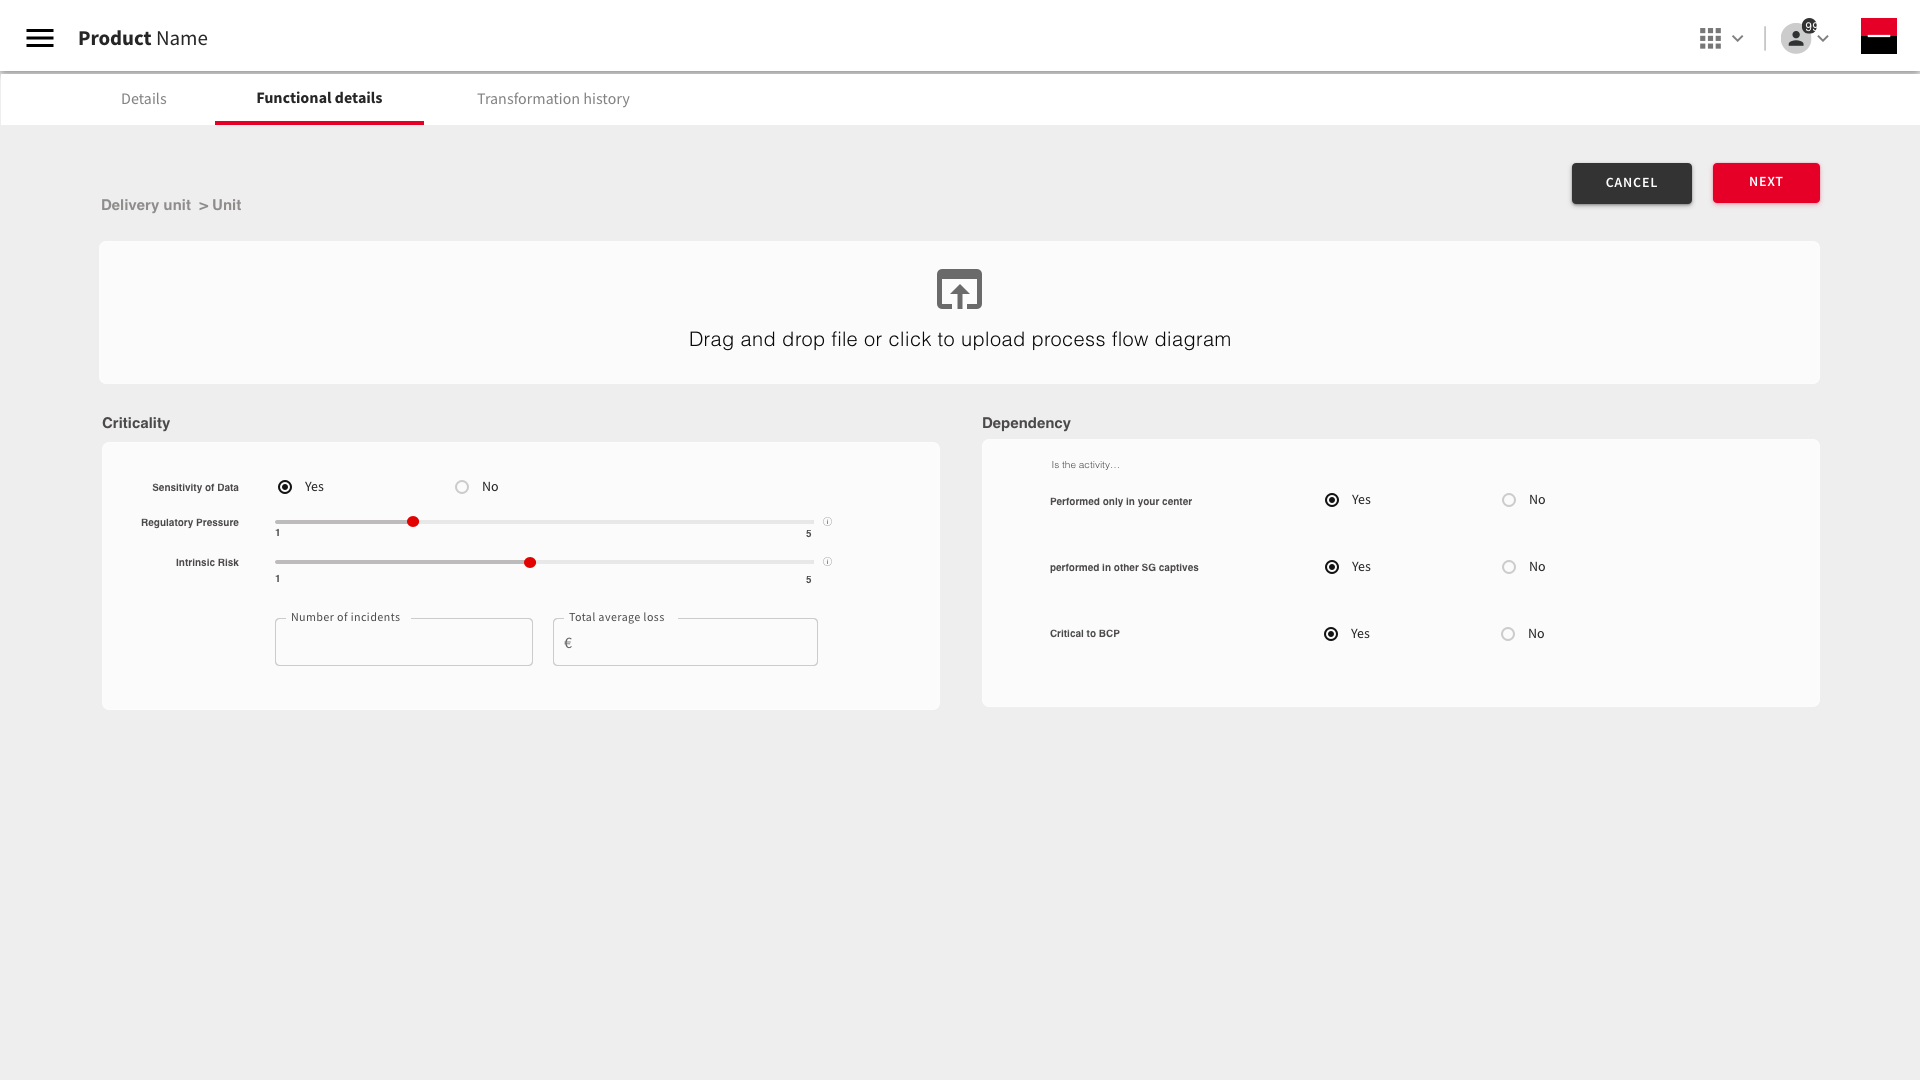 Product Name
99
Details
Functional details
Transformation history
CANCEL
NEXT
Delivery unit > Unit
Drag and drop file or click to upload process flow diagram
Criticality
Sensitivity of Data
Yes
No
Regulatory Pressure
1
5
Intrinsic Risk
1
5
Number of incidents
Total average loss
€
Dependency
Is the activity...
Performed only in your center
Yes
No
performed in other SG captives
Yes
No
Critical to BCP
Yes
No